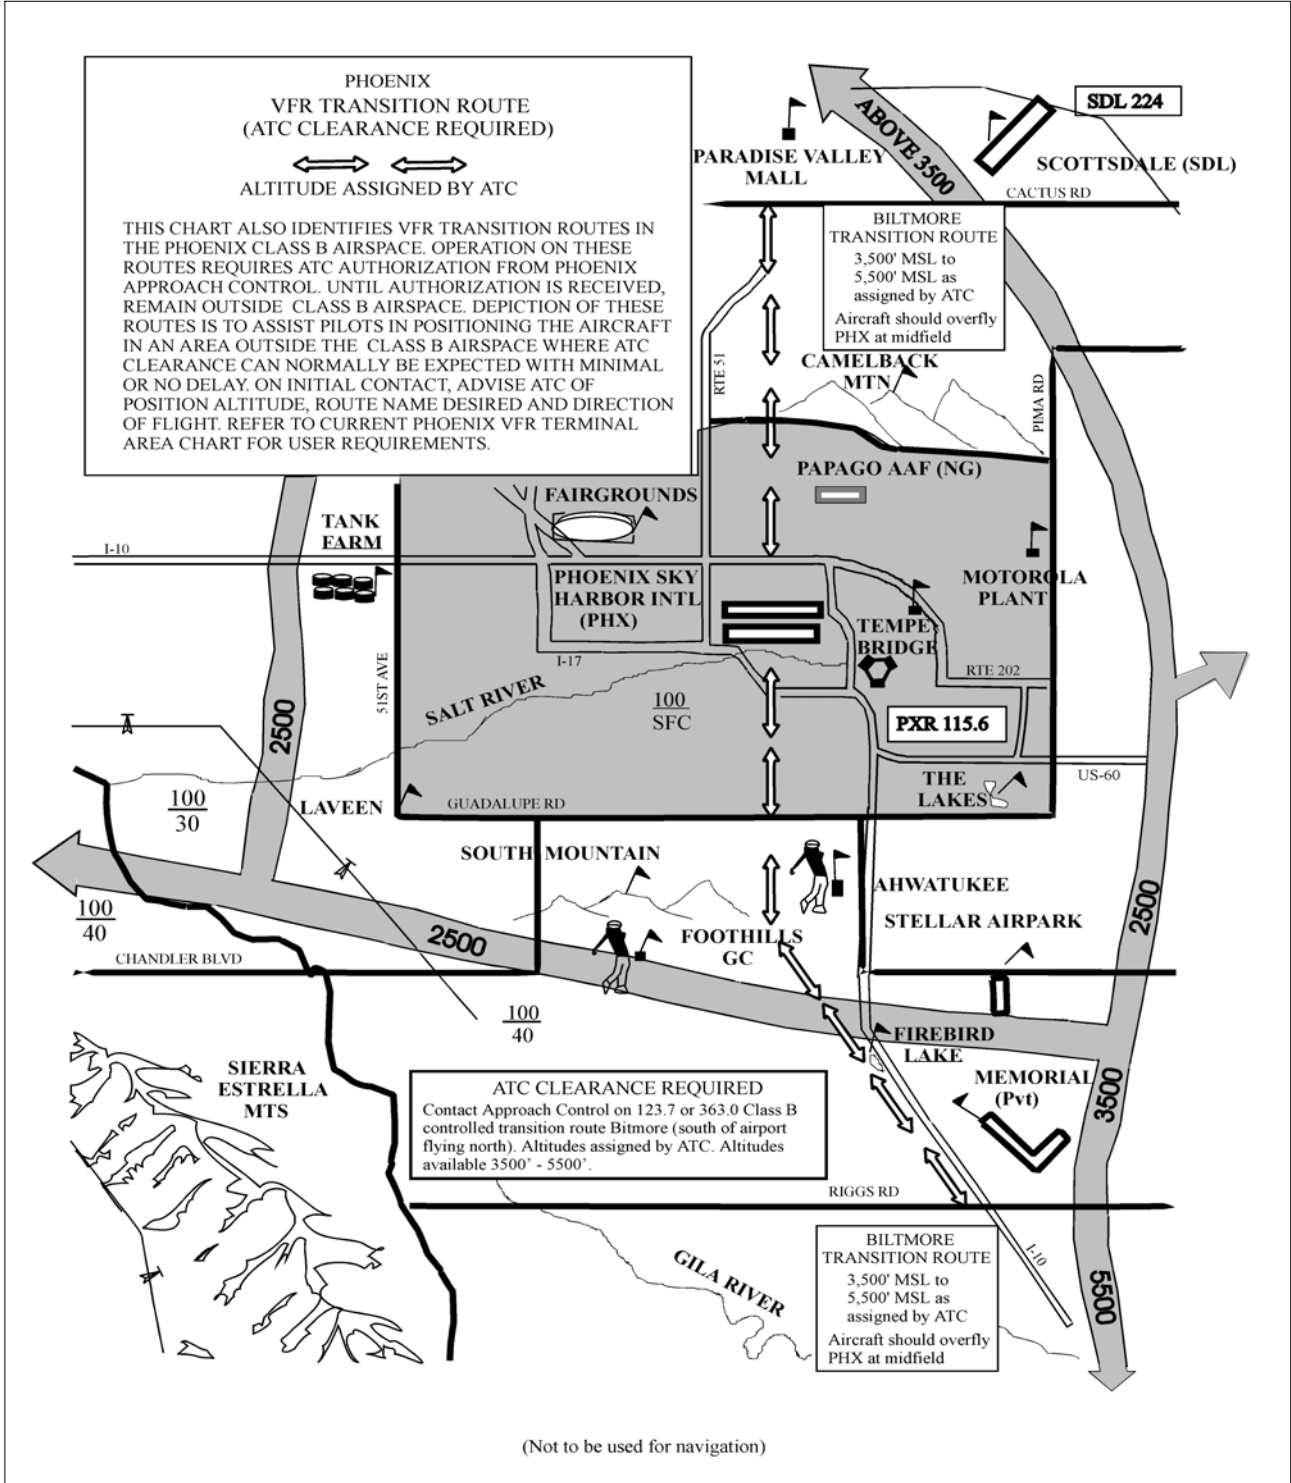 PHOENIX
VFR TRANSITION ROUTE
(ATC CLEARANCE REQUIRED)
ALTITUDE ASSIGNED BY ATC
THIS CHART ALSO IDENTIFIES VFR TRANSITION ROUTES IN
THE PHOENIX CLASS B AIRSPACE. OPERATION ON THESE
ROUTES REQUIRES ATC AUTHORIZATION FROM PHOENIX
APPROACH CONTROL. UNTIL AUTHORIZATION IS RECEIVED,
REMAIN OUTSIDE CLASS B AIRSPACE. DEPICTION OF THESE
ROUTES IS TO ASSIST PILOTS IN POSITIONING THE AIRCRAFT
IN AN AREA OUTSIDE THE CLASS B AIRSPACE WHERE ATC
CLEARANCE CAN NORMALLY BE EXPECTED WITH MINIMAL
OR NO DELAY. ON INITIAL CONTACT, ADVISE ATC OF
POSITION ALTITUDE, ROUTE NAME DESIRED AND DIRECTION
OF FLIGHT. REFER TO CURRENT PHOENIX VFR TERMINAL
AREA CHART FOR USER REQUIREMENTS.
ABOVE 3500
SDL 224
PARADISE VALLEY
MALL
SCOTTSDALE (SDL)
CACTUS RD
BILTMORE
TRANSITION ROUTE
3,500' MSL to
5,500' MSL as
assigned by ATC
Aircraft should overfly
PHX at midfield
RTE 51
CAMELBACK
MTN
PIMA RD
PAPAGO AAF (NG)
FAIRGROUNDS
TANK
FARM
I-10
PHOENIX SKY
HARBOR INTL
(PHX)
MOTOROLA
PLANT
TEMPE
BRIDGE
I-17
RTE 202
51ST AVE
SALT RIVER
100
SFC
PXR 115.6
2500
US-60
THE
LAKES
100
30
LAVEEN
GUADALUPE RD
SOUTH MOUNTAIN
AHWATUKEE
STELLAR AIRPARK
2500
100
40
2500
FOOTHILLS
GC
CHANDLER BLVD
100
40
FIREBIRD
LAKE
SIERRA
ESTRELLA
MTS
MEMORIAL
(Pvt)
3500
ATC CLEARANCE REQUIRED
Contact Approach Control on 123.7 or 363.0 Class B
controlled transition route Bitmore (south of airport
flying north). Altitudes assigned by ATC. Altitudes
available 3500' - 5500'.
RIGGS RD
GILA RIVER
I-10
5500
BILTMORE
TRANSITION ROUTE
3,500' MSL to
5,500' MSL as
assigned by ATC
Aircraft should overfly
PHX at midfield
(Not to be used for navigation)